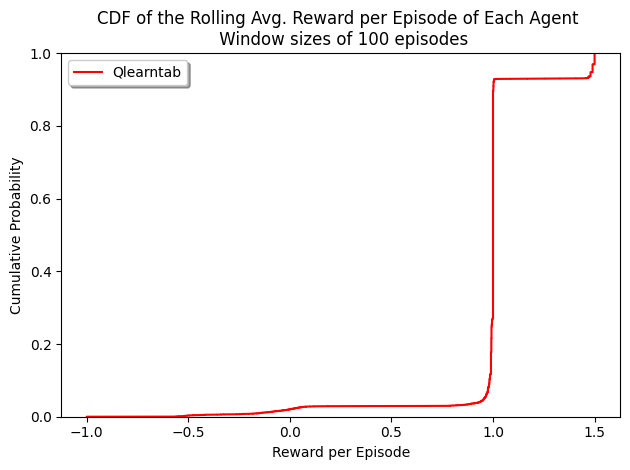 CDF of the Rolling Avg. Reward per Episode of Each Agent
Window sizes of 100 episodes
Qlearntab
Cumulative Probability
1.0
0.8
0.6
0.4
0.2
0.0
−1.0
−0.5
0.0
0.5
1.0
1.5
Reward per Episode